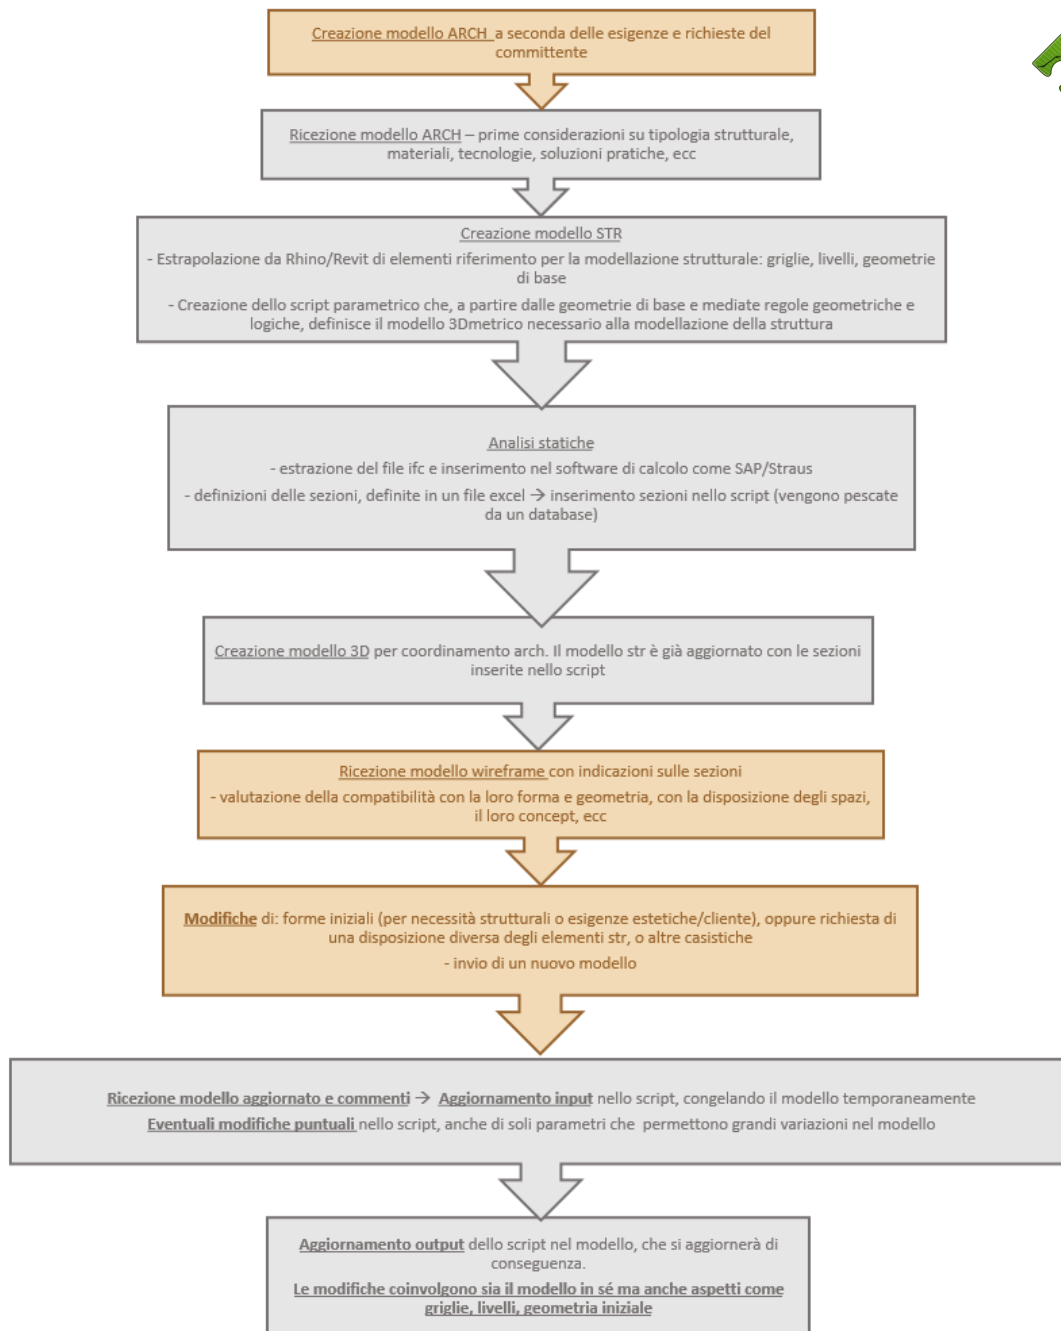 Creazione modello ARCH a seconda delle esigenze e richieste del
committente
Ricezione modello ARCH – prime considerazioni su tipologia strutturale,
materiali, tecnologie, soluzioni pratiche, ecc
Creazione modello STR
- Estrapolazione da Rhino/Revit di elementi riferimento per la modellazione strutturale: griglie, livelli, geometrie
di base
- Creazione dello script parametrico che, a partire dalle geometrie di base e mediate regole geometriche e
logiche, definisce il modello 3Dmetrico necessario alla modellazione della struttura
Analisi statiche
- estrazione del file ifc e inserimento nel software di calcolo come SAP/Straus
- definizioni delle sezioni, definite in un file excel → inserimento sezioni nello script (vengono pescate
da un database)
Creazione modello 3D per coordinamento arch. Il modello str è già aggiornato con le sezioni
inserite nello script
Ricezione modello wireframe con indicazioni sulle sezioni
- valutazione della compatibilità con la loro forma e geometria, con la disposizione degli spazi,
il loro concept, ecc
Modifiche di: forme iniziali (per necessità strutturali o esigenze estetiche/cliente), oppure richiesta di
una disposizione diversa degli elementi str, o altre casistiche
- invio di un nuovo modello
Ricezione modello aggiornato e commenti → Aggiornamento input nello script, congelando il modello temporaneamente
Eventuali modifiche puntuali nello script, anche di soli parametri che permettono grandi variazioni nel modello
Aggiornamento output dello script nel modello, che si aggiornerà di
conseguenza.
Le modifiche coinvolgono sia il modello in sé ma anche aspetti come
griglie, livelli, geometria iniziale